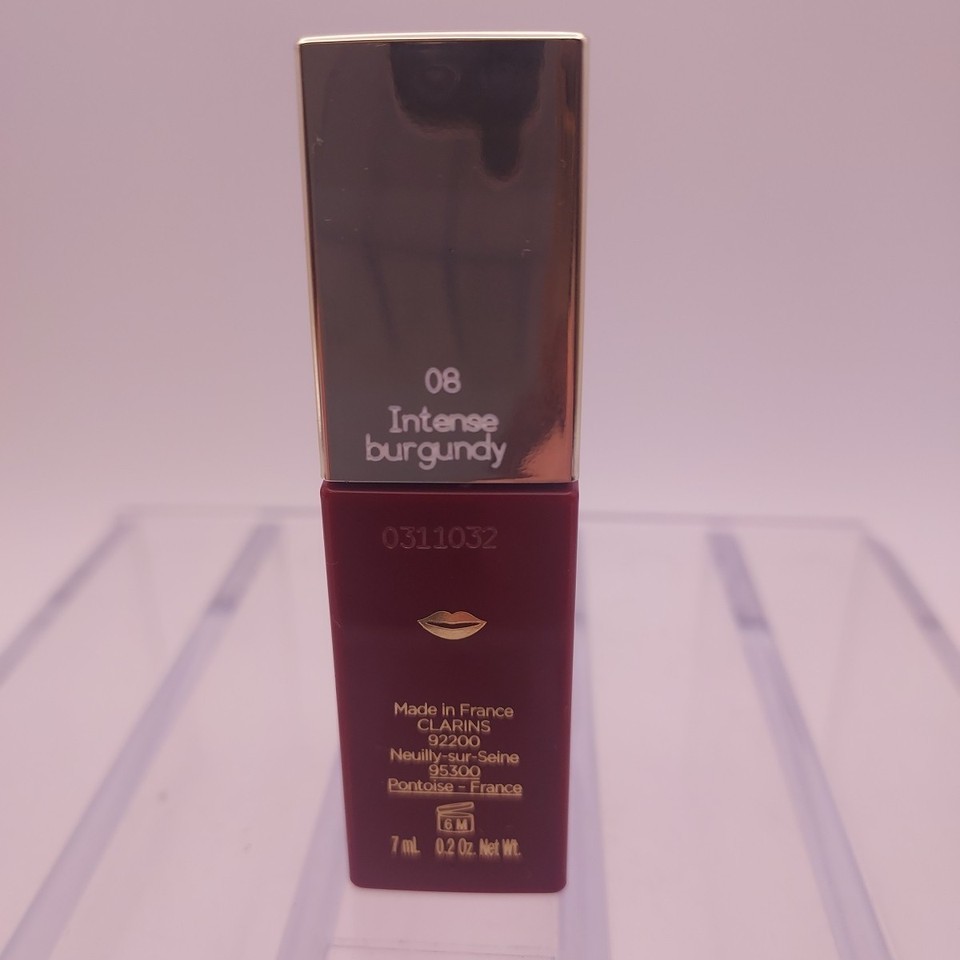 08
Intense
burgundy
0311032
Made in France
CLARINS
92200
Neuilly-sur-Seine
95300
Pontoise - France
6 M
7 mL 0.2 Oz. Net Wt.